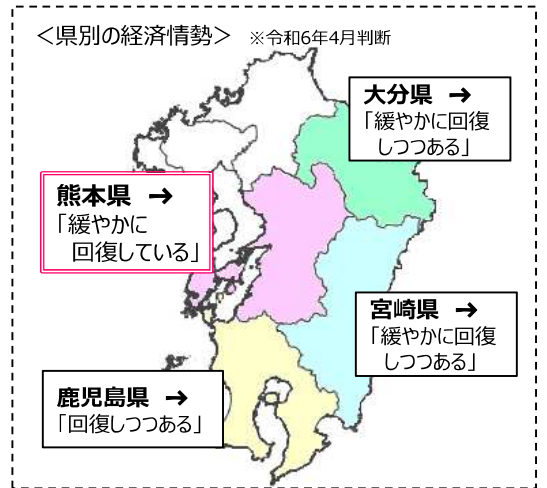 ＜県別の経済情勢＞ ※令和6年4月判断
大分県 →
「緩やかに回復
しつつある」
熊本県 →
「緩やかに
回復している」
宮崎県 →
「緩やかに回復
しつつある」
鹿児島県 →
「回復しつつある」